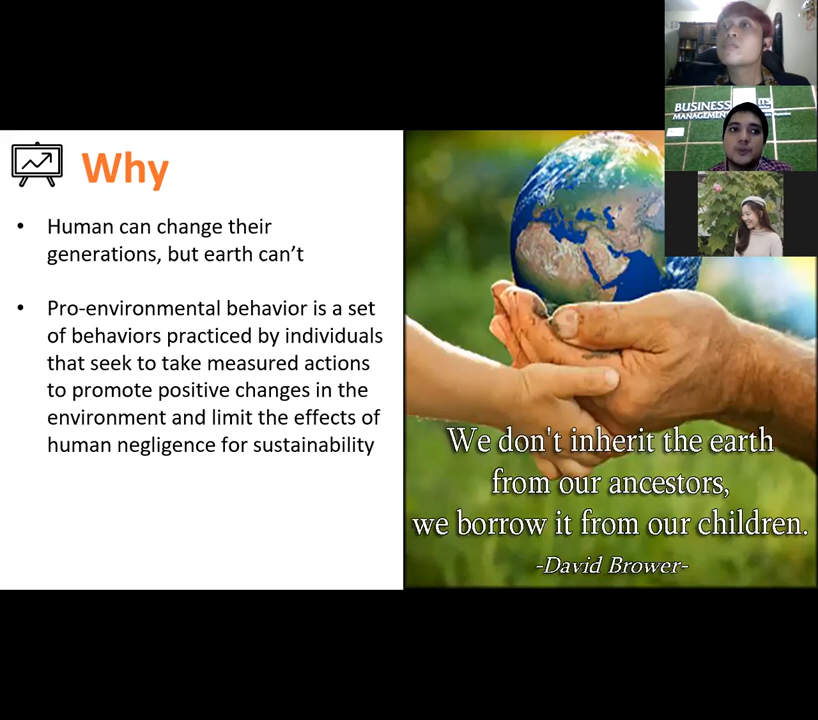 Why
• Human can change their
generations, but earth can’t
• Pro-environmental behavior is a set
of behaviors practiced by individuals
that seek to take measured actions
to promote positive changes in the
environment and limit the effects of
human negligence for sustainability
BUSINESS ITS
MANAGEMENT
We don't inherit the earth
from our ancestors,
we borrow it from our children.
-David Brower-